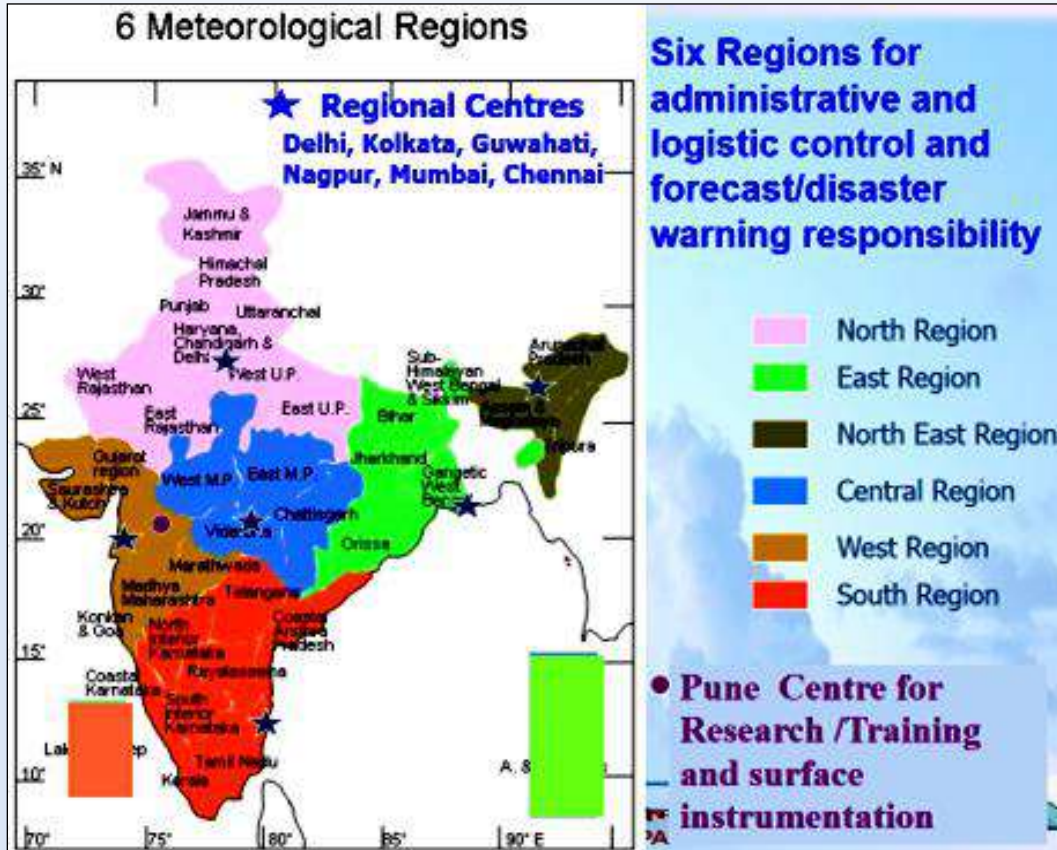 6 Meteorological Regions
Regional Centres
Delhi, Kolkata, Guwahati,
Nagpur, Mumbai, Chennai
35° N
30°
25°
20°
15°
10°
70°
75°
80°
85°
90° E
Jammu &
Kashmir
Himachal
Pradesh
Punjab
Uttaranchal
Haryana,
Chandigarh &
Delhi
West U.P.
West
Rajasthan
East
Rajasthan
East U.P.
Sub-
Himalayan
West Bengal
& Sikkim
Arunachal
Pradesh
Bihar
Tripura
Jharkhand
Gangetic
West
Gujarat
region
Saurashtra
& Kutch
West M.P.
East M.P.
Chattisgarh
Vidarbha
Orissa
Marathwada
Madhya
Maharashtra
Telangana
Konkan
& Goa
North
Interior
Karnataka
Coastal
Andhra
Pradesh
Rayalaseema
Coastal
Karnataka
South
Interior
Karnataka
Tamil Nadu
Kerala
A. &
Six Regions for
administrative and
logistic control and
forecast/disaster
warning responsibility
North Region
East Region
North East Region
Central Region
West Region
South Region
Pune Centre for
Research /Training
and surface
instrumentation